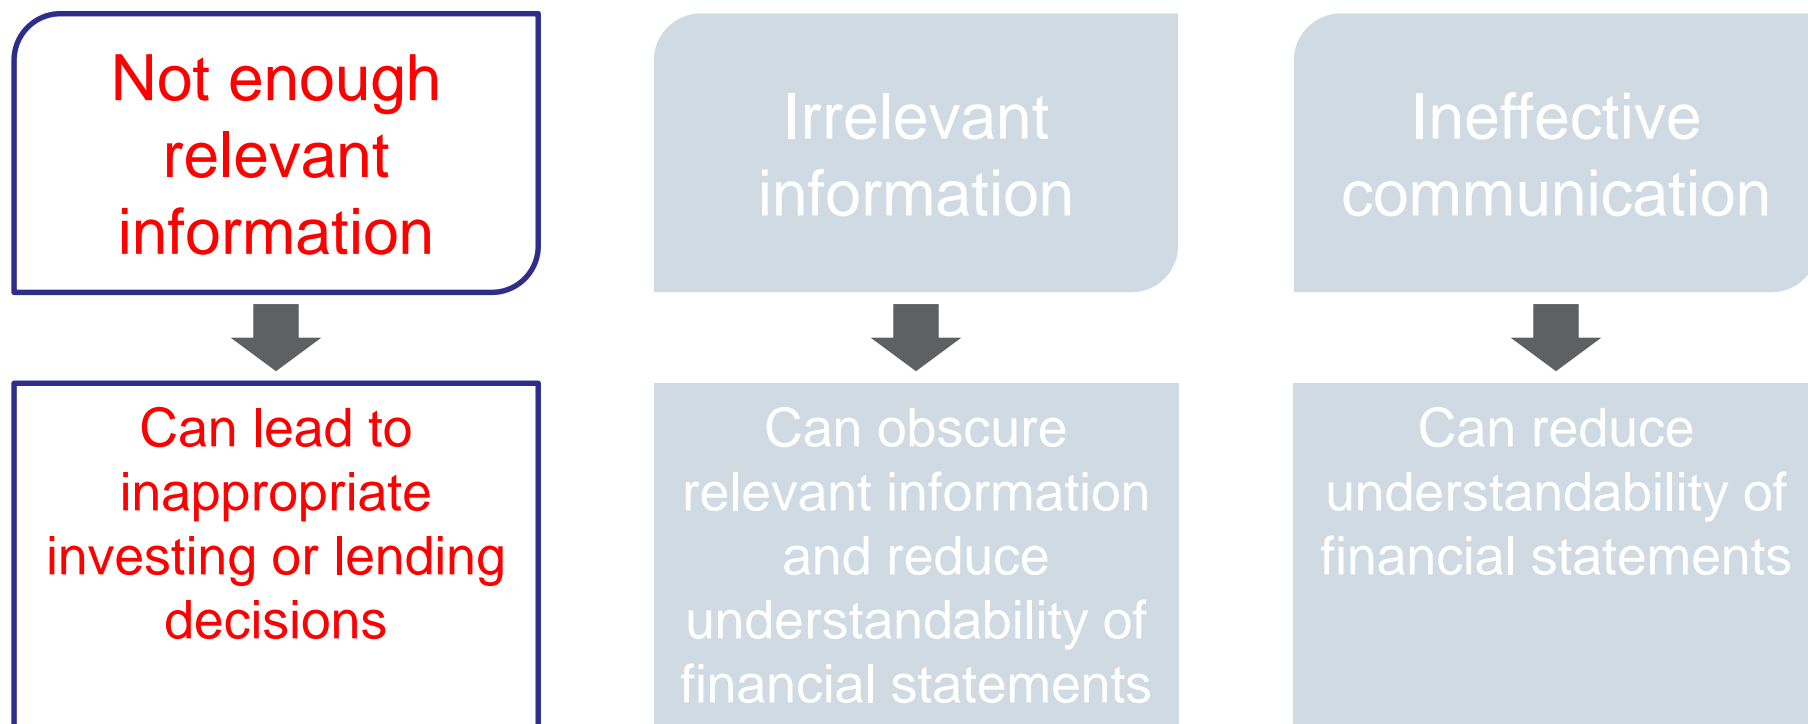 Not enough
relevant
information
Can lead to
inappropriate
investing or lending
decisions
Irrelevant
information
Can obscure
relevant information
and reduce
understandability of
financial statements
Ineffective
communication
Can reduce
understandability of
financial statements